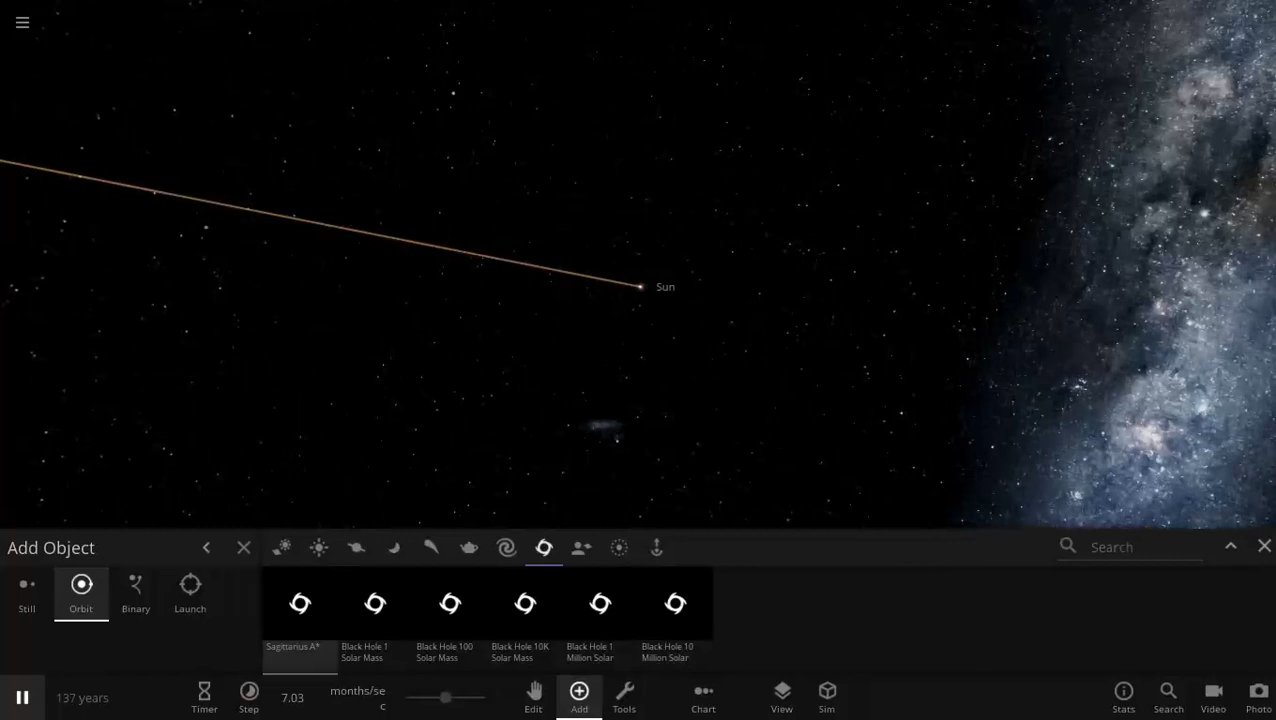 Sun
Add Object
Search
Still
Orbit
Binary
Launch
Sagittarius A*
Black Hole 1
Solar Mass
Black Hole 100
Solar Mass
Black Hole 10K
Solar Mass
Black Hole 1
Million Solar
Black Hole 10
Million Solar
137 years
Timer
Step
7.03
months/se
c
Edit
Add
Tools
Chart
View
Sim
Stats
Search
Video
Photo